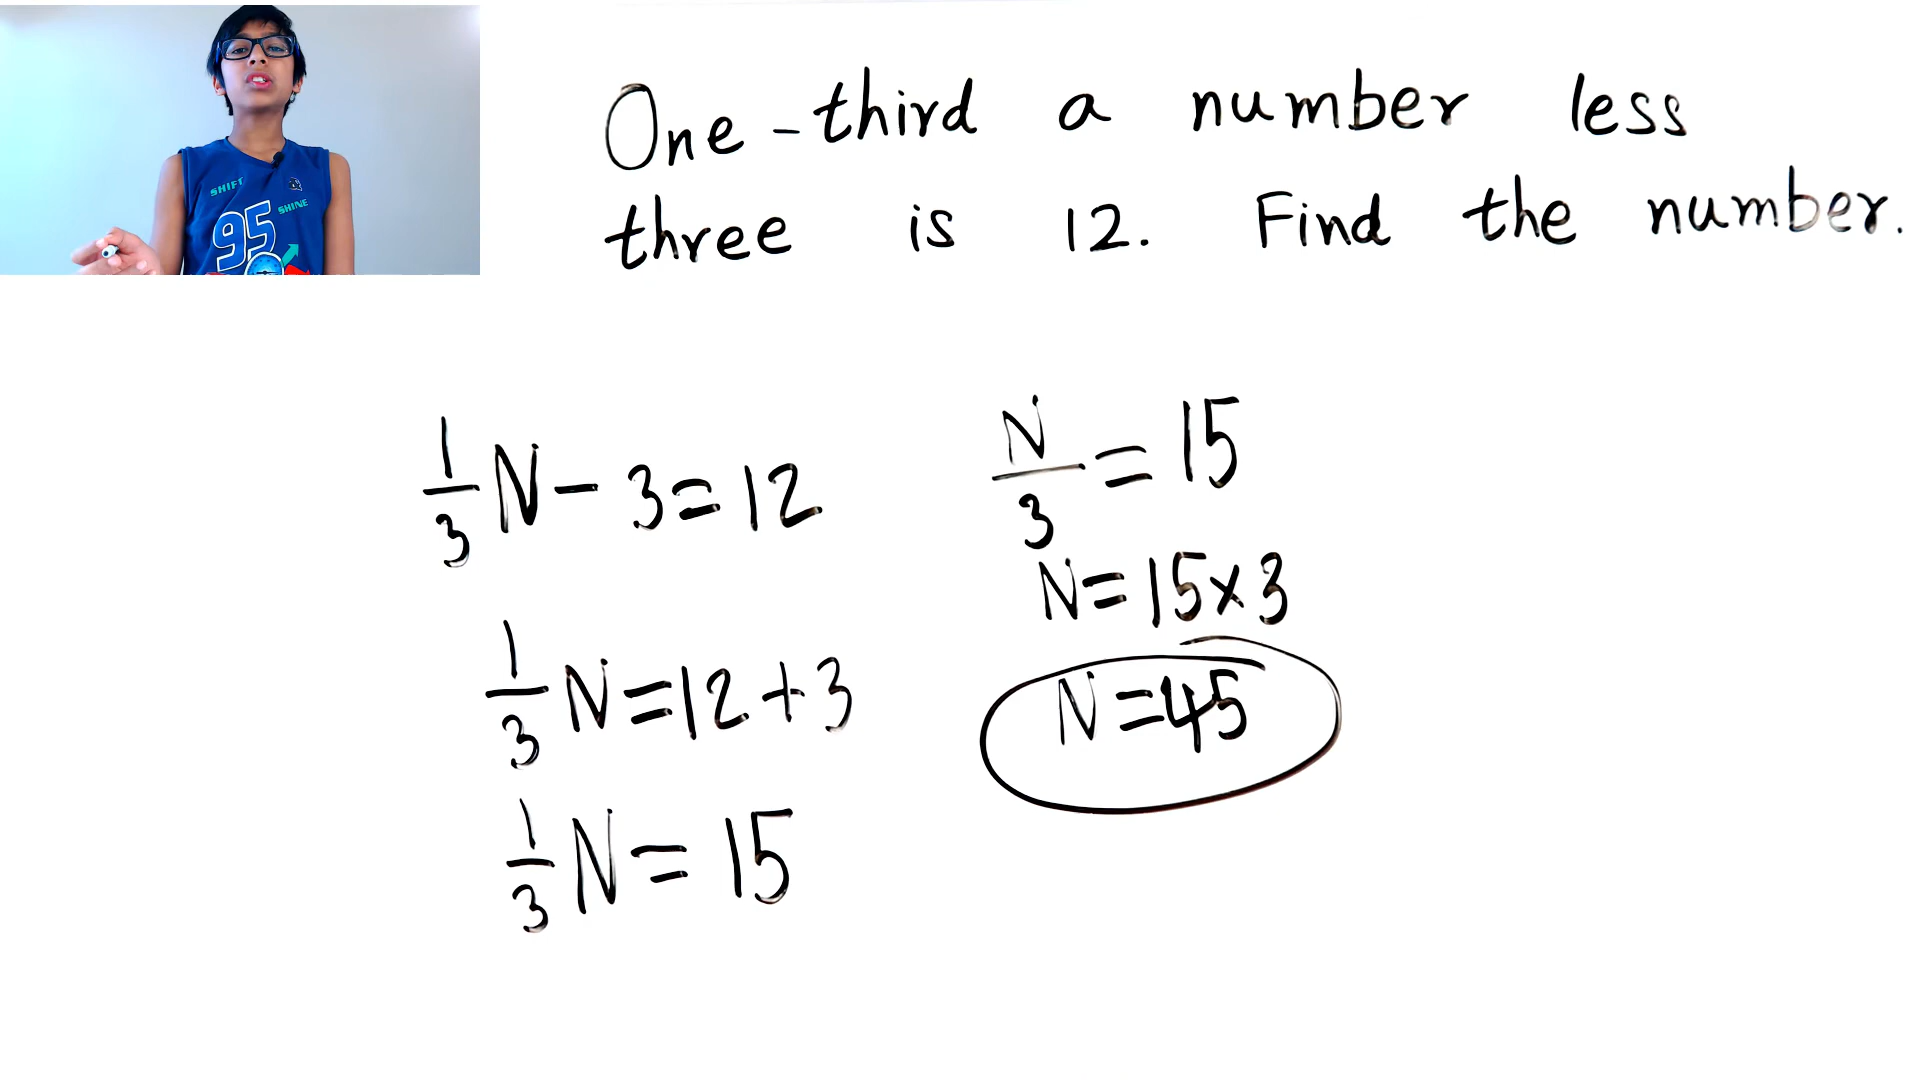 SHIFT
SHINE
95
One-third a number less
three is 12. Find the number.
1/3 N - 3 = 12
1/3 N = 12 + 3
1/3 N = 15
N/3 = 15
N = 15 x 3
N = 45